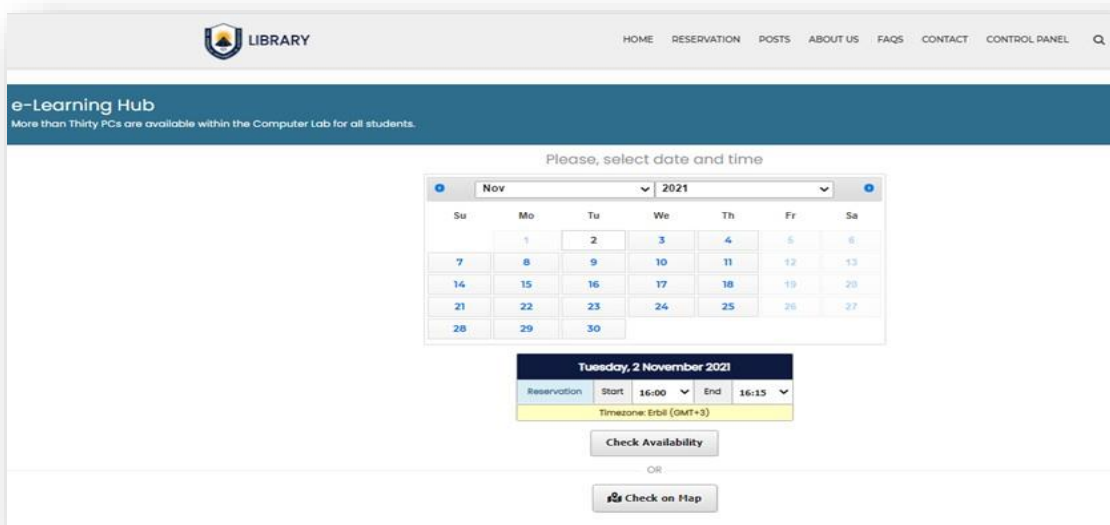 LIBRARY HOME RESERVATION POSTS ABOUT US FAQS CONTACT CONTROL PANEL
e-Learning Hub
More than Thirty PCs are available within the Computer Lab for all students.
Please, select date and time
Nov 2021
Su Mo Tu We Th Fr Sa
1 2 3 4 5 6
7 8 9 10 11 12 13
14 15 16 17 18 19 20
21 22 23 24 25 26 27
28 29 30
Tuesday, 2 November 2021
Reservation Start 16:00 End 16:15
Timezone: Erbil (GMT+3)
Check Availability
OR
Check on Map